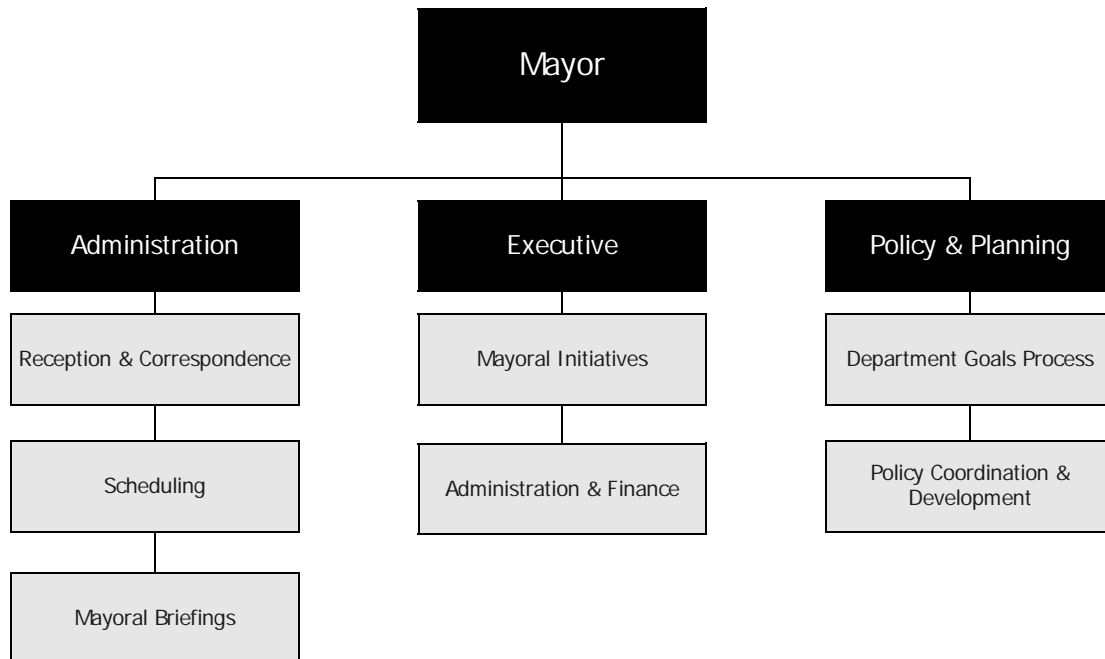 Mayor
Administration
Executive
Policy & Planning
Reception & Correspondence
Mayoral Initiatives
Department Goals Process
Scheduling
Administration & Finance
Policy Coordination &
Development
Mayoral Briefings